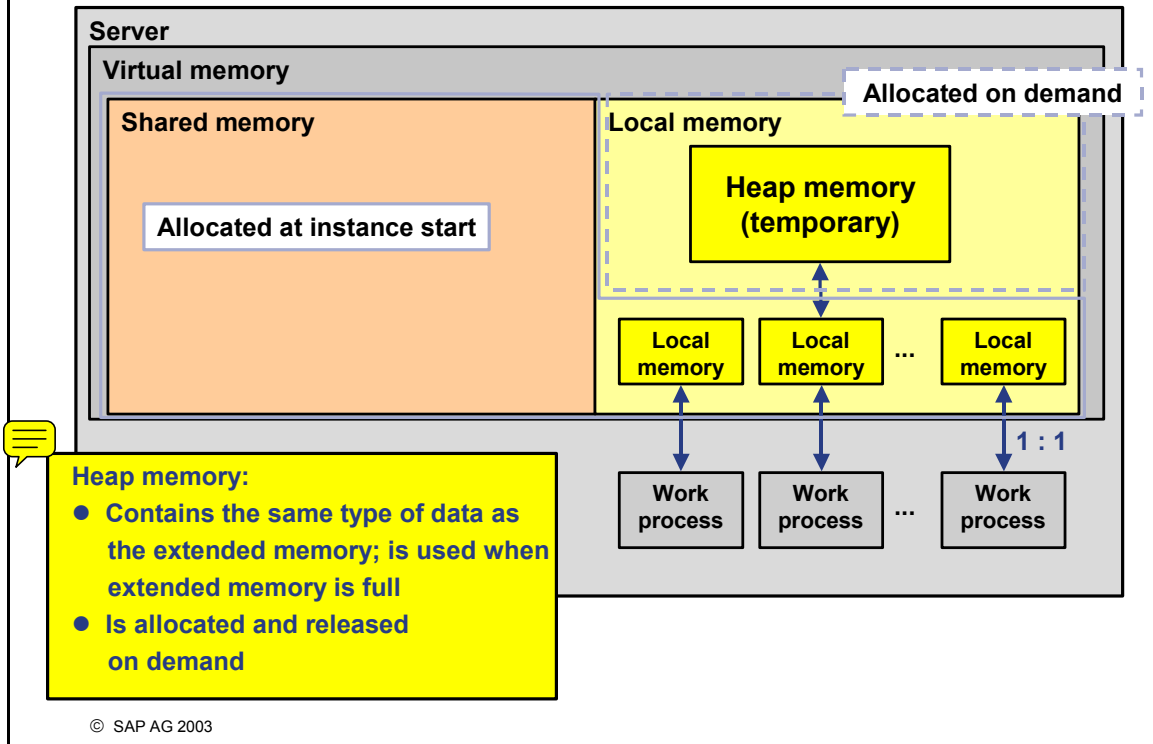 Server
Virtual memory
Allocated on demand
Shared memory
Local memory
Heap memory
(temporary)
Allocated at instance start
Local
memory
Local
memory
...
Local
memory
1 : 1
Work
process
Work
process
...
Work
process
Heap memory:
● Contains the same type of data as
the extended memory; is used when
extended memory is full
● Is allocated and released
on demand
© SAP AG 2003